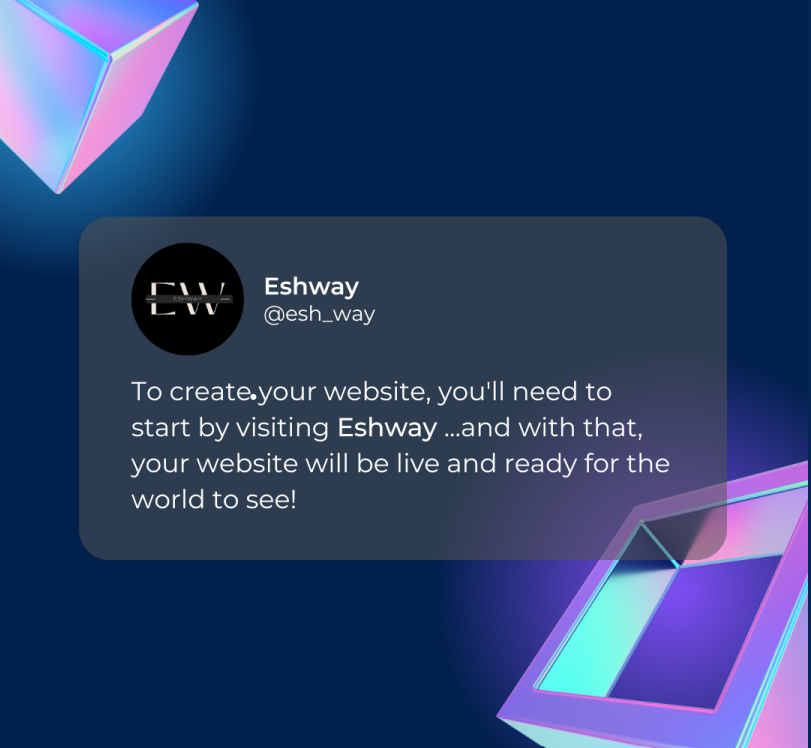 EW
ESHWAY
Eshway
@esh_way
To create your website, you'll need to
start by visiting Eshway ...and with that,
your website will be live and ready for the
world to see!